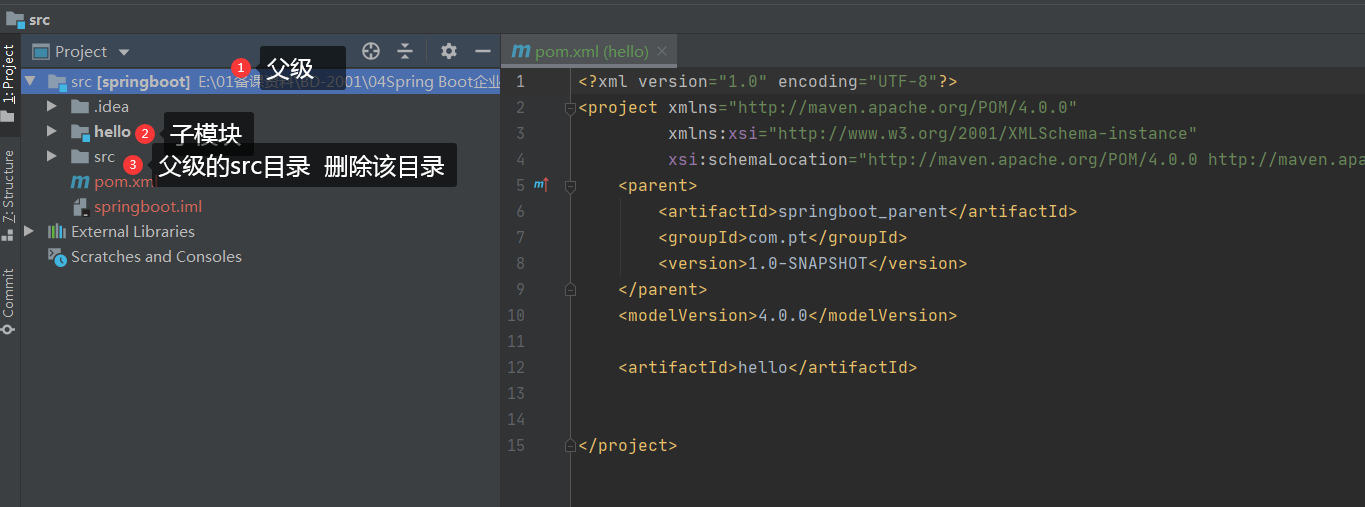 src
Project
pom.xml (hello)
1: Project
7: Structure
Commit
1 父级
src [springboot] E:\01备课资料\BD-2001\04Spring Boot企业
.idea
hello 2 子模块
src 3 父级的src目录 删除该目录
pom.xml
springboot.iml
External Libraries
Scratches and Consoles
1 <?xml version="1.0" encoding="UTF-8"?>
2 <project xmlns="http://maven.apache.org/POM/4.0.0"
3 xmlns:xsi="http://www.w3.org/2001/XMLSchema-instance"
4 xsi:schemaLocation="http://maven.apache.org/POM/4.0.0 http://maven.apa
5 <parent>
6 <artifactId>springboot_parent</artifactId>
7 <groupId>com.pt</groupId>
8 <version>1.0-SNAPSHOT</version>
9 </parent>
10 <modelVersion>4.0.0</modelVersion>
11
12 <artifactId>hello</artifactId>
13
14
15 </project>